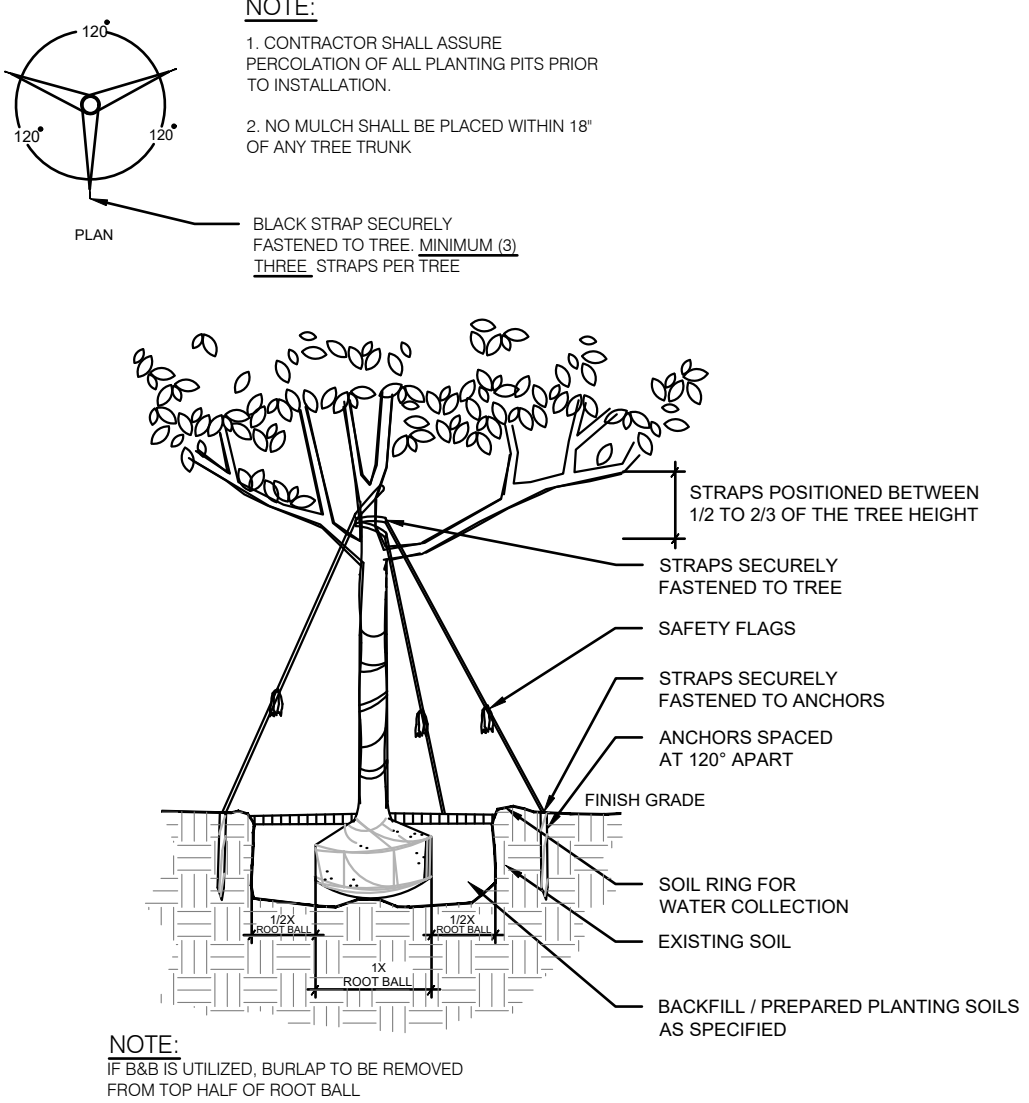 NOTE:
1. CONTRACTOR SHALL ASSURE
PERCOLATION OF ALL PLANTING PITS PRIOR
TO INSTALLATION.
2. NO MULCH SHALL BE PLACED WITHIN 18"
OF ANY TREE TRUNK
120°
120°
120°
PLAN
BLACK STRAP SECURELY
FASTENED TO TREE. MINIMUM (3)
THREE STRAPS PER TREE
STRAPS POSITIONED BETWEEN
1/2 TO 2/3 OF THE TREE HEIGHT
STRAPS SECURELY
FASTENED TO TREE
SAFETY FLAGS
STRAPS SECURELY
FASTENED TO ANCHORS
ANCHORS SPACED
AT 120° APART
FINISH GRADE
SOIL RING FOR
WATER COLLECTION
EXISTING SOIL
BACKFILL / PREPARED PLANTING SOILS
AS SPECIFIED
1/2X
ROOT BALL
1/2X
ROOT BALL
1X
ROOT BALL
NOTE:
IF B&B IS UTILIZED, BURLAP TO BE REMOVED
FROM TOP HALF OF ROOT BALL